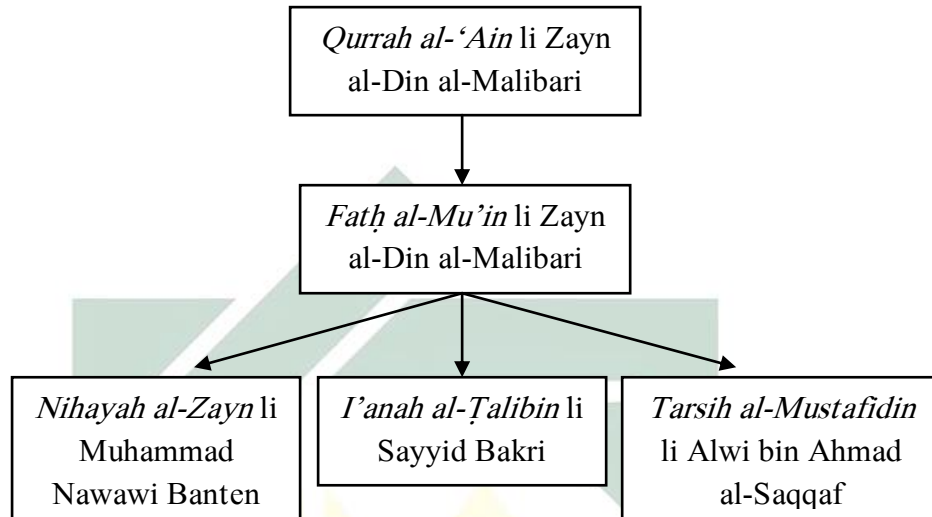 Qurrah al-‘Ain li Zayn
al-Din al-Malibari
Fatḥ al-Mu’in li Zayn
al-Din al-Malibari
Nihayah al-Zayn li
Muhammad
Nawawi Banten
I’anah al-Ṭalibin li
Sayyid Bakri
Tarsih al-Mustafidin
li Alwi bin Ahmad
al-Saqqaf